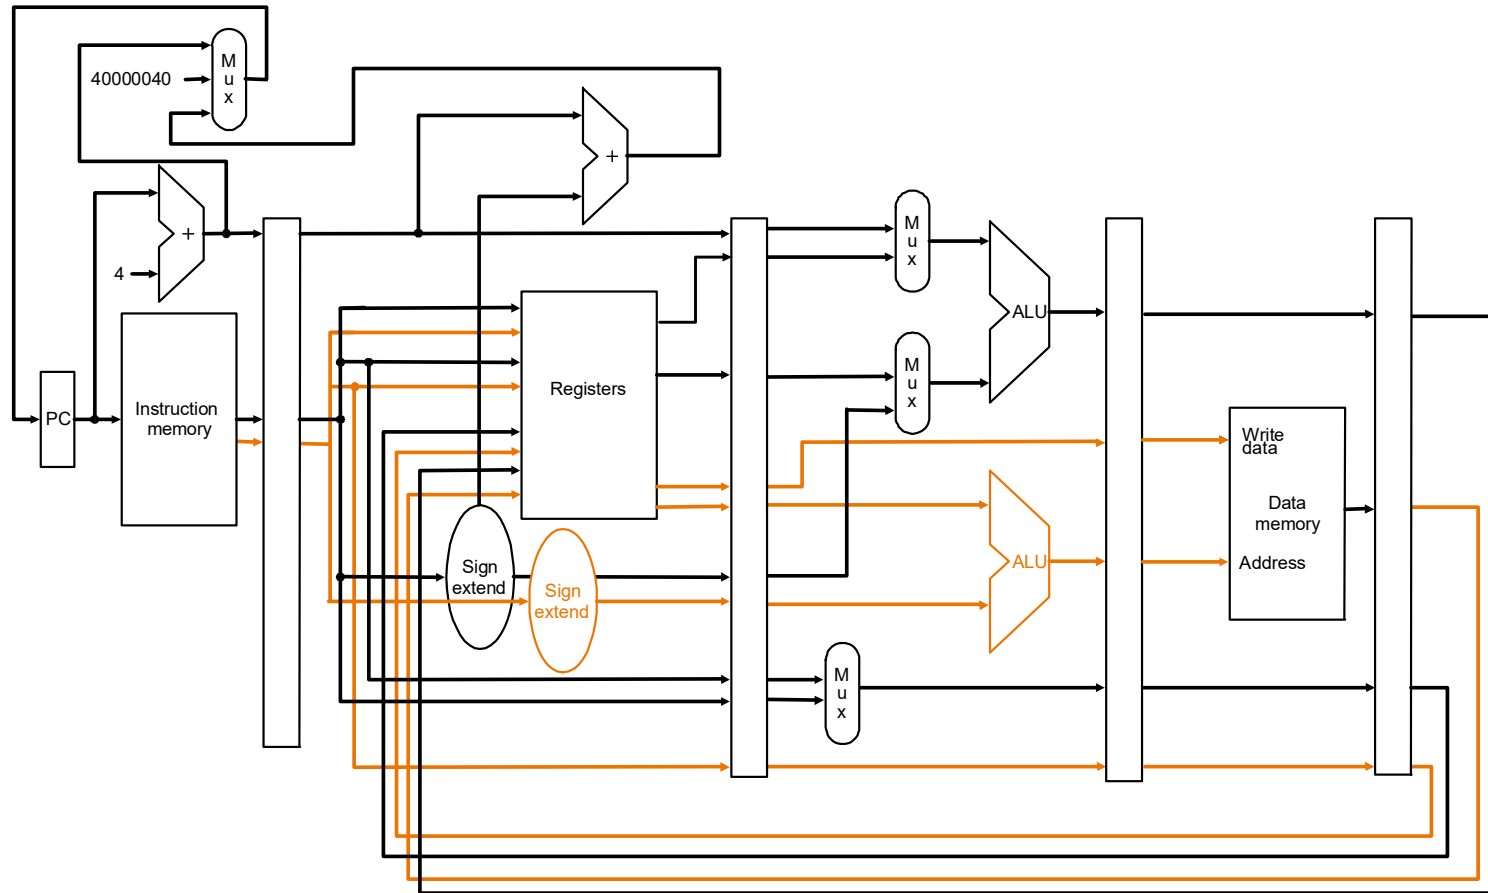 M
u
x
40000040
+
+
4
M
u
x
ALU
PC
Instruction
memory
Registers
M
u
x
Write
data
Data
memory
Address
Sign
extend
Sign
extend
ALU
M
u
x